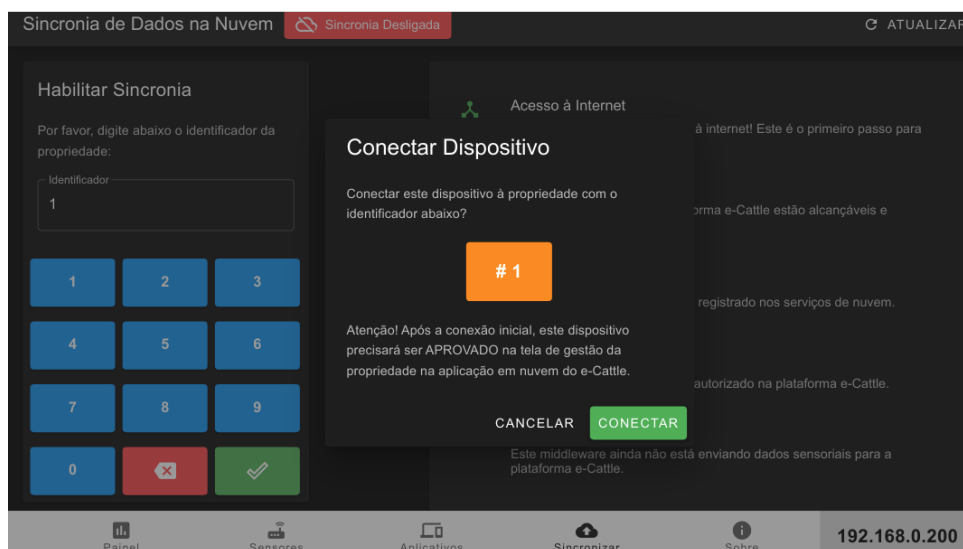 Sincronia de Dados na Nuvem
Sincronia Desligada
ATUALIZAR
Habilitar Sincronia
Por favor, digite abaixo o identificador da
propriedade:
Identificador
1
1 2 3
4 5 6
7 8 9
0
Acesso à Internet
à internet! Este é o primeiro passo para
orma e-Cattle estão alcançáveis e
registrado nos serviços de nuvem.
autorizado na plataforma e-Cattle.
Este middleware ainda não está enviando dados sensoriais para a
plataforma e-Cattle.
Conectar Dispositivo
Conectar este dispositivo à propriedade com o
identificador abaixo?
# 1
Atenção! Após a conexão inicial, este dispositivo
precisará ser APROVADO na tela de gestão da
propriedade na aplicação em nuvem do e-Cattle.
CANCELAR CONECTAR
Painel
Sensores
Aplicativos
Sincronizar
Sobre
192.168.0.200